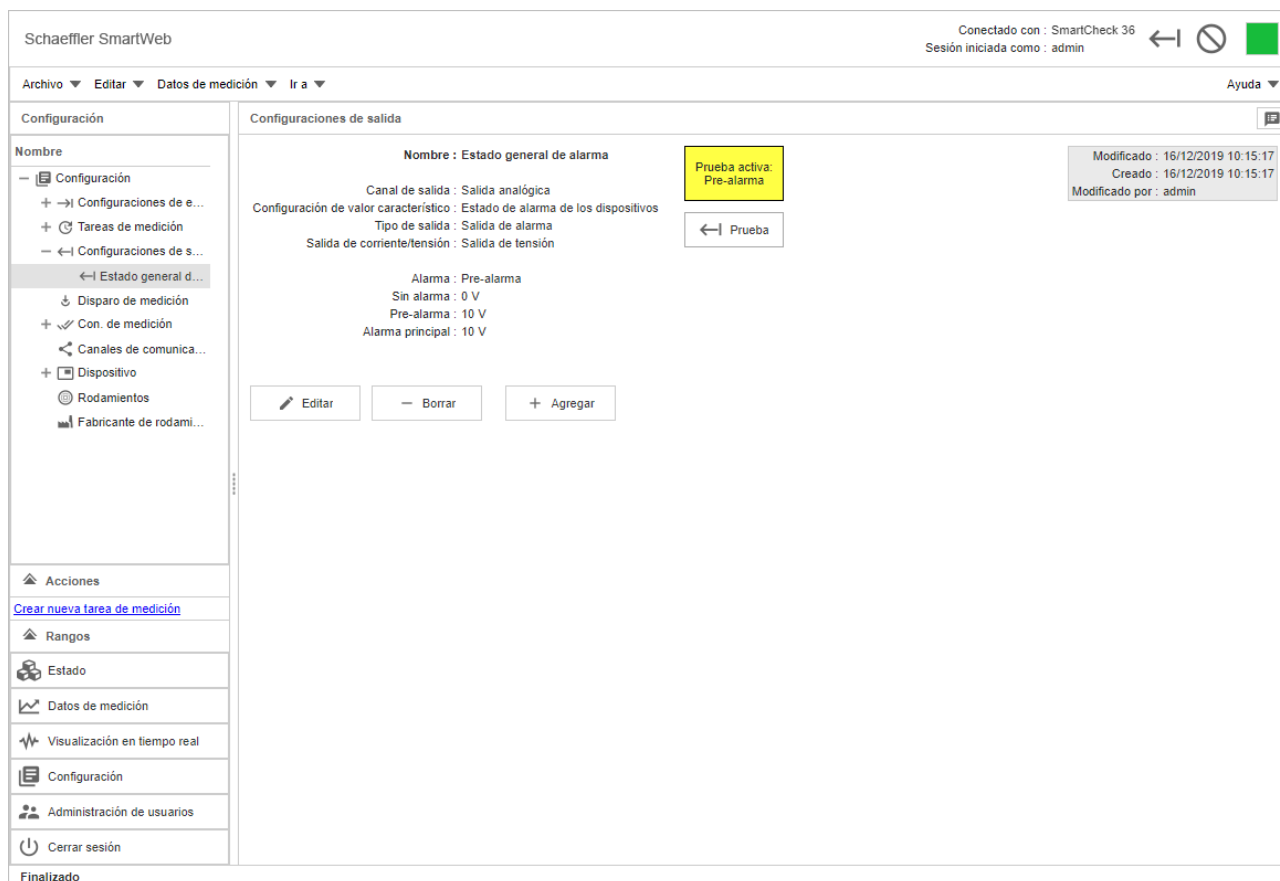 Schaeffler SmartWeb
Conectado con : SmartCheck 36
Sesión iniciada como : admin
Archivo Editar Datos de medición Ir a Ayuda
Configuración
Nombre
Configuración
Configuraciones de e...
Tareas de medición
Configuraciones de s...
Estado general d...
Disparo de medición
Con. de medición
Canales de comunica...
Dispositivo
Rodamientos
Fabricante de rodami...
Acciones
Crear nueva tarea de medición
Rangos
Estado
Datos de medición
Visualización en tiempo real
Configuración
Administración de usuarios
Cerrar sesión
Configuraciones de salida
Nombre : Estado general de alarma
Canal de salida : Salida analógica
Configuración de valor característico : Estado de alarma de los dispositivos
Tipo de salida : Salida de alarma
Salida de corriente/tensión : Salida de tensión
Alarma : Pre-alarma
Sin alarma : 0 V
Pre-alarma : 10 V
Alarma principal : 10 V
Prueba activa:
Pre-alarma
Prueba
Modificado : 16/12/2019 10:15:17
Creado : 16/12/2019 10:15:17
Modificado por : admin
Editar Borrar Agregar
Finalizado